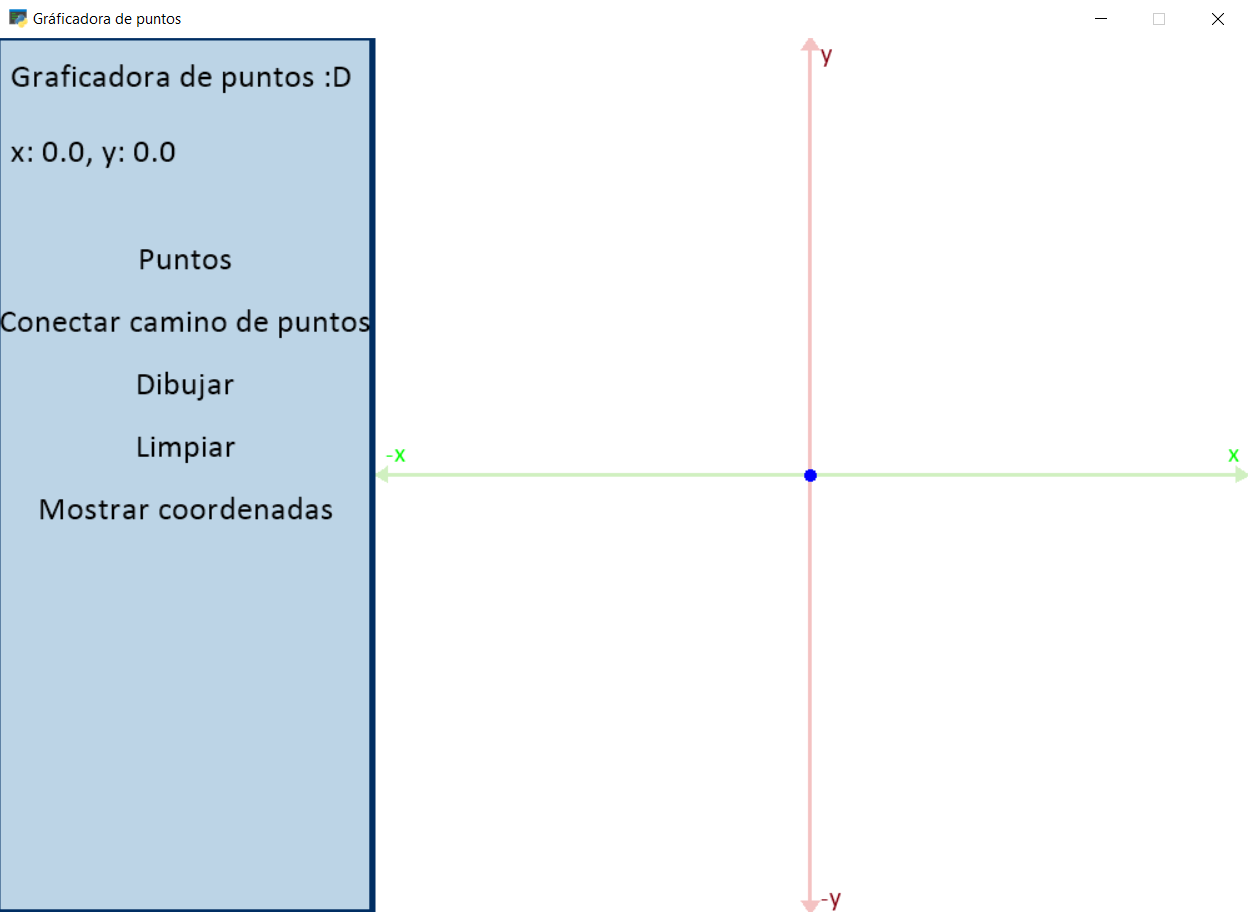 Gráficadora de puntos
Graficadora de puntos :D
x: 0.0, y: 0.0
Puntos
Conectar camino de puntos
Dibujar
Limpiar
Mostrar coordenadas
y
-x
x
-y